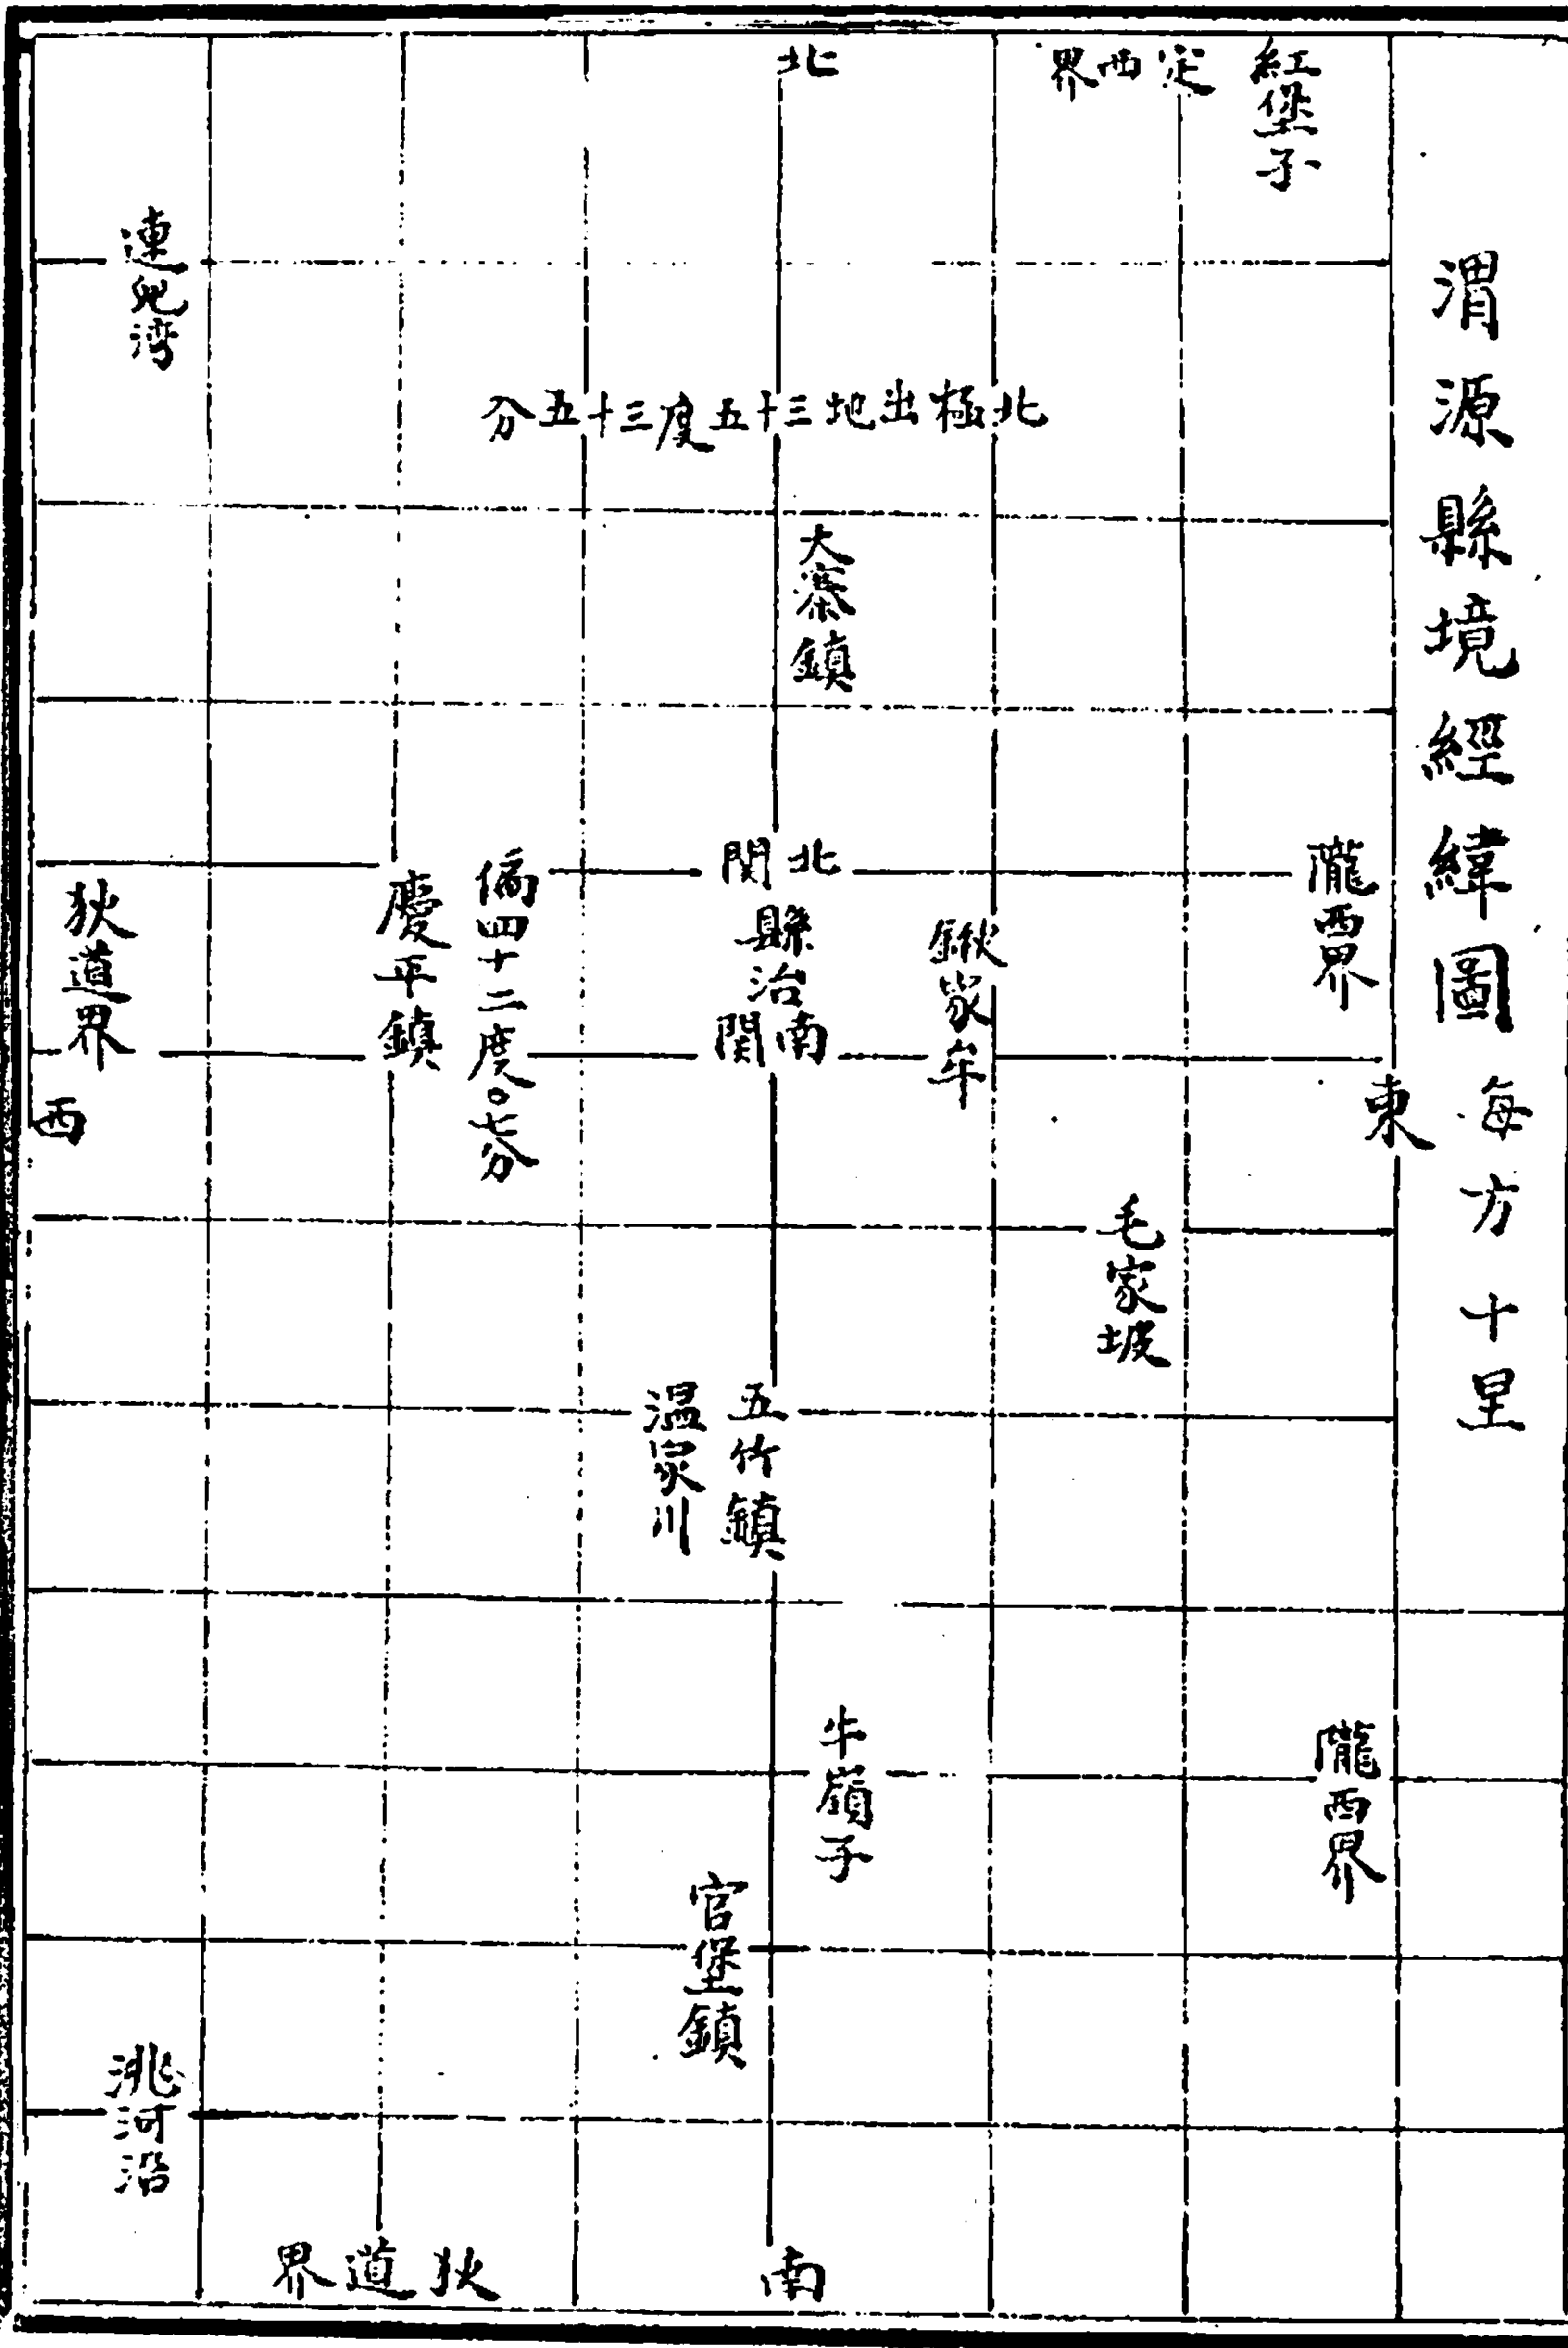 渭源縣境經緯圖
每方十里
紅堡子
定西界
北
連兒灣
北極出地三十五度三十五分
大寨鎮
隴西界
東
鍬家牟
北關
縣治
南關
偏四十二度〇七分
慶平鎮
狄道界
西
毛家坡
五竹鎮
溫家川
隴西界
牛嶺子
官堡鎮
洮河沿
南
狄道界